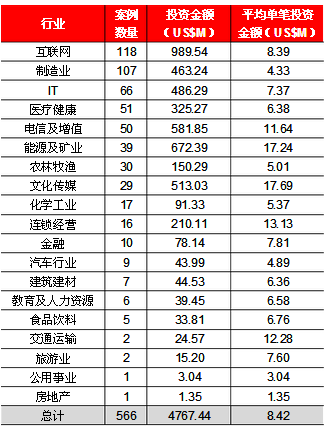 行业 案例数量 投资金额（US$M） 平均单笔投资金额（US$M）
互联网 118 989.54 8.39
制造业 107 463.24 4.33
IT 66 486.29 7.37
医疗健康 51 325.27 6.38
电信及增值 50 581.85 11.64
能源及矿业 39 672.39 17.24
农林牧渔 30 150.29 5.01
文化传媒 29 513.03 17.69
化学工业 17 91.33 5.37
连锁经营 16 210.11 13.13
金融 10 78.14 7.81
汽车行业 9 43.99 4.89
建筑建材 7 44.53 6.36
教育及人力资源 6 39.45 6.58
食品饮料 5 33.81 6.76
交通运输 2 24.57 12.28
旅游业 2 15.20 7.60
公用事业 1 3.04 3.04
房地产 1 1.35 1.35
总计 566 4767.44 8.42